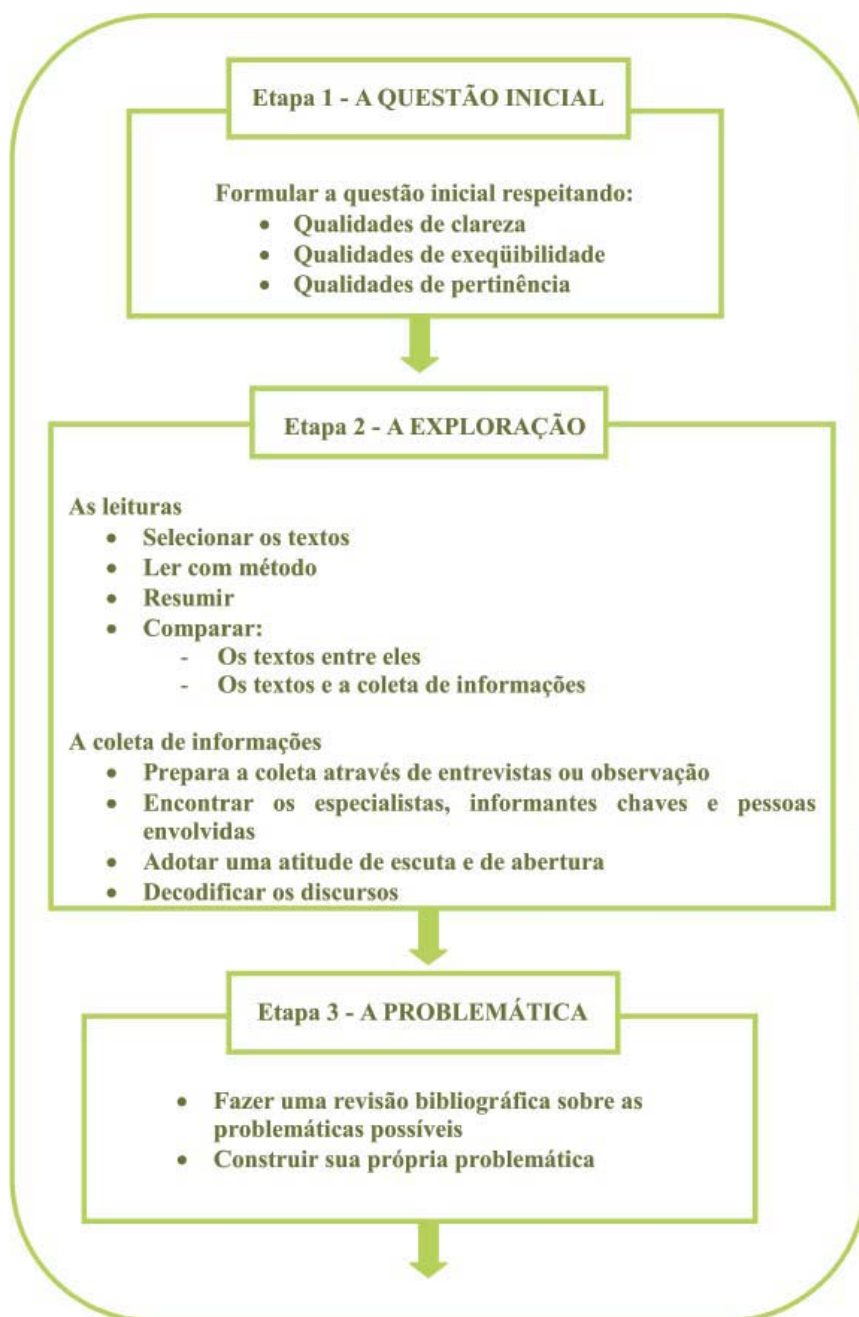 Etapa 1 - A QUESTÃO INICIAL
Formular a questão inicial respeitando:
• Qualidades de clareza
• Qualidades de exeqüibilidade
• Qualidades de pertinência
Etapa 2 - A EXPLORAÇÃO
As leituras
• Selecionar os textos
• Ler com método
• Resumir
• Comparar:
- Os textos entre eles
- Os textos e a coleta de informações
A coleta de informações
• Prepara a coleta através de entrevistas ou observação
• Encontrar os especialistas, informantes chaves e pessoas
envolvidas
• Adotar uma atitude de escuta e de abertura
• Decodificar os discursos
Etapa 3 - A PROBLEMÁTICA
• Fazer uma revisão bibliográfica sobre as
problemáticas possíveis
• Construir sua própria problemática